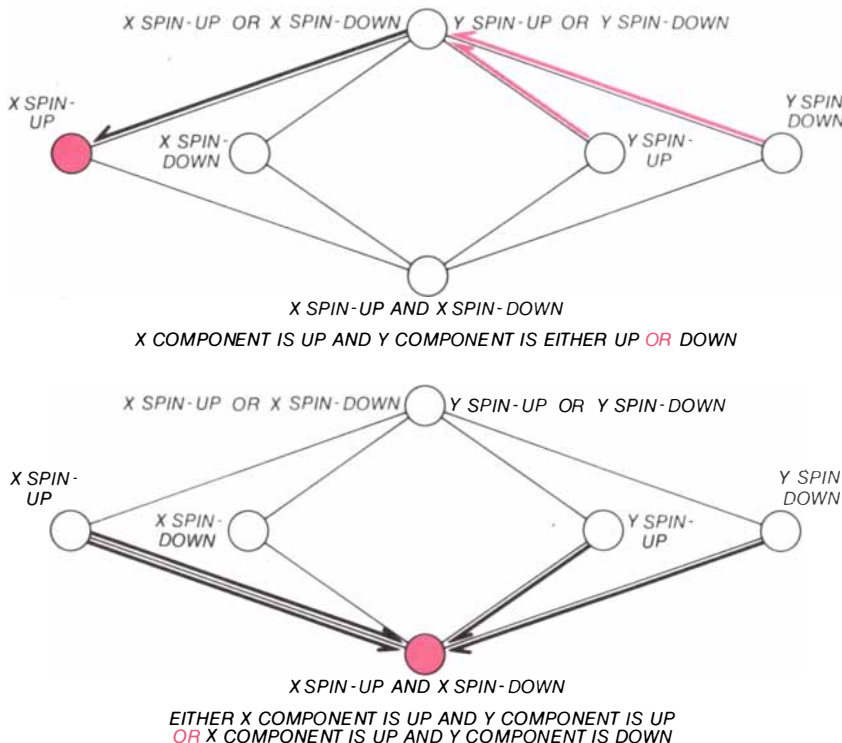 X SPIN-UP OR X SPIN-DOWN Y SPIN-UP OR Y SPIN-DOWN
X SPIN-
UP
X SPIN-
DOWN
Y SPIN-
UP
Y SPIN
DOWN
X SPIN-UP AND X SPIN-DOWN
X COMPONENT IS UP AND Y COMPONENT IS EITHER UP OR DOWN
X SPIN-UP OR X SPIN-DOWN Y SPIN-UP OR Y SPIN-DOWN
X SPIN-
UP
X SPIN-
DOWN
Y SPIN-
UP
Y SPIN
DOWN
X SPIN-UP AND X SPIN-DOWN
EITHER X COMPONENT IS UP AND Y COMPONENT IS UP
OR X COMPONENT IS UP AND Y COMPONENT IS DOWN